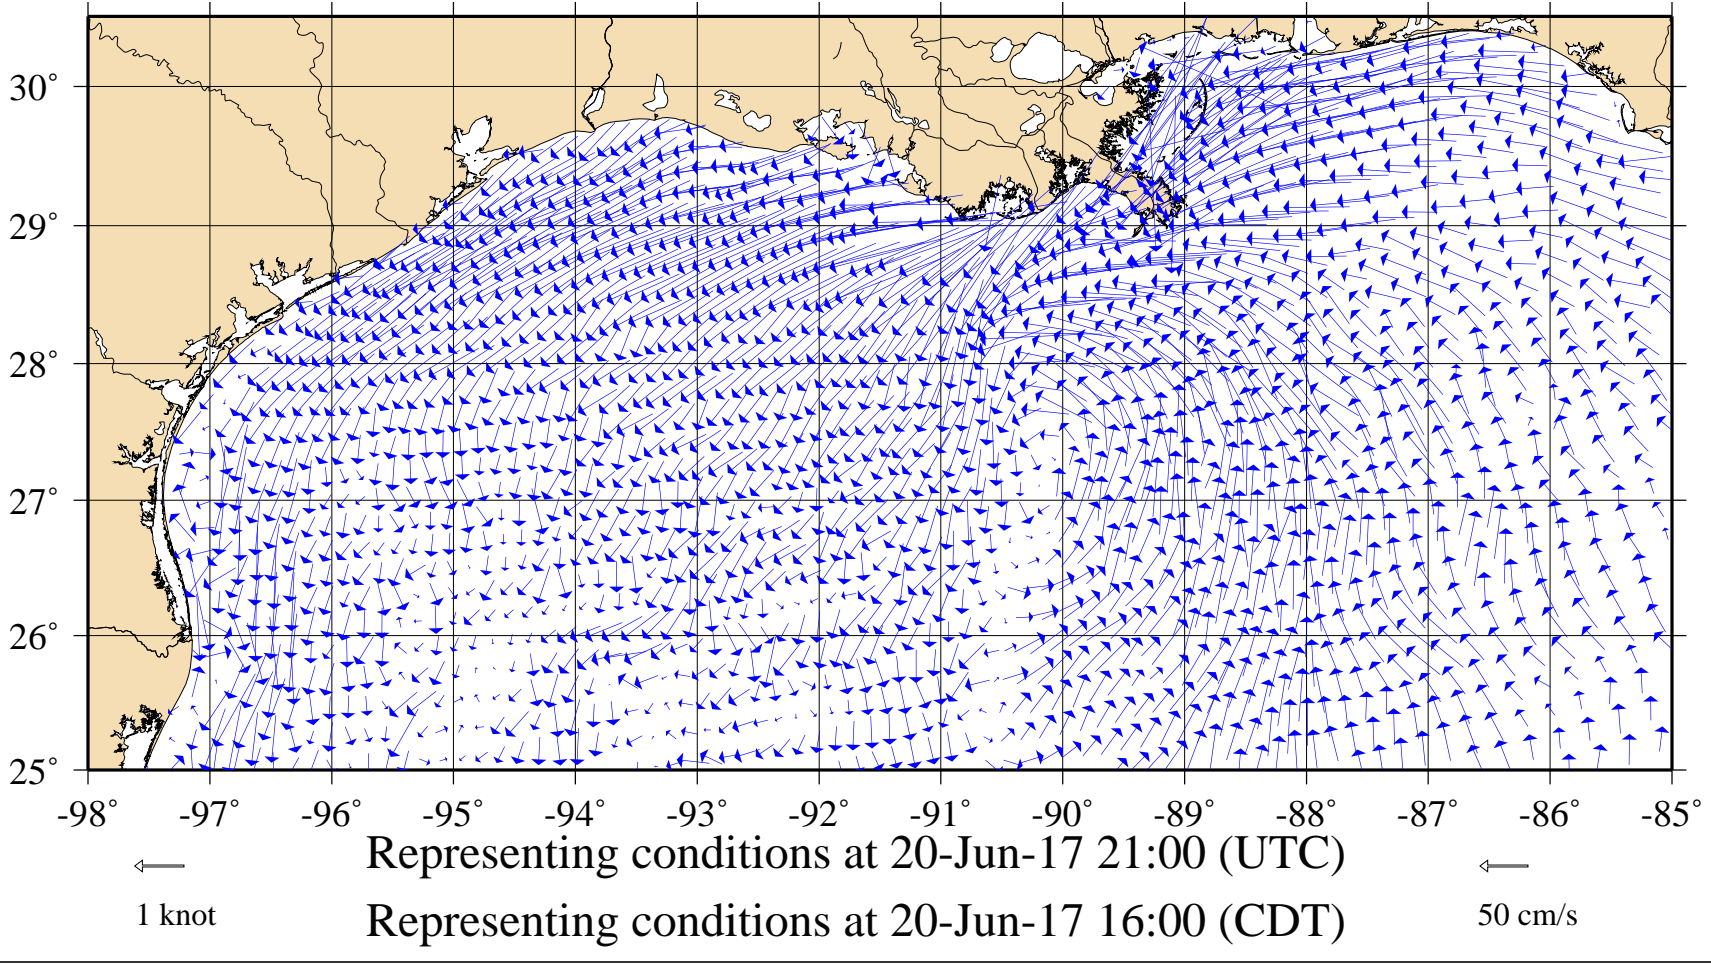 30°
29°
28°
27°
26°
25°
-98° -97° -96° -95° -94° -93° -92° -91° -90° -89° -88° -87° -86° -85°
Representing conditions at 20-Jun-17 21:00 (UTC)
1 knot
Representing conditions at 20-Jun-17 16:00 (CDT)
50 cm/s